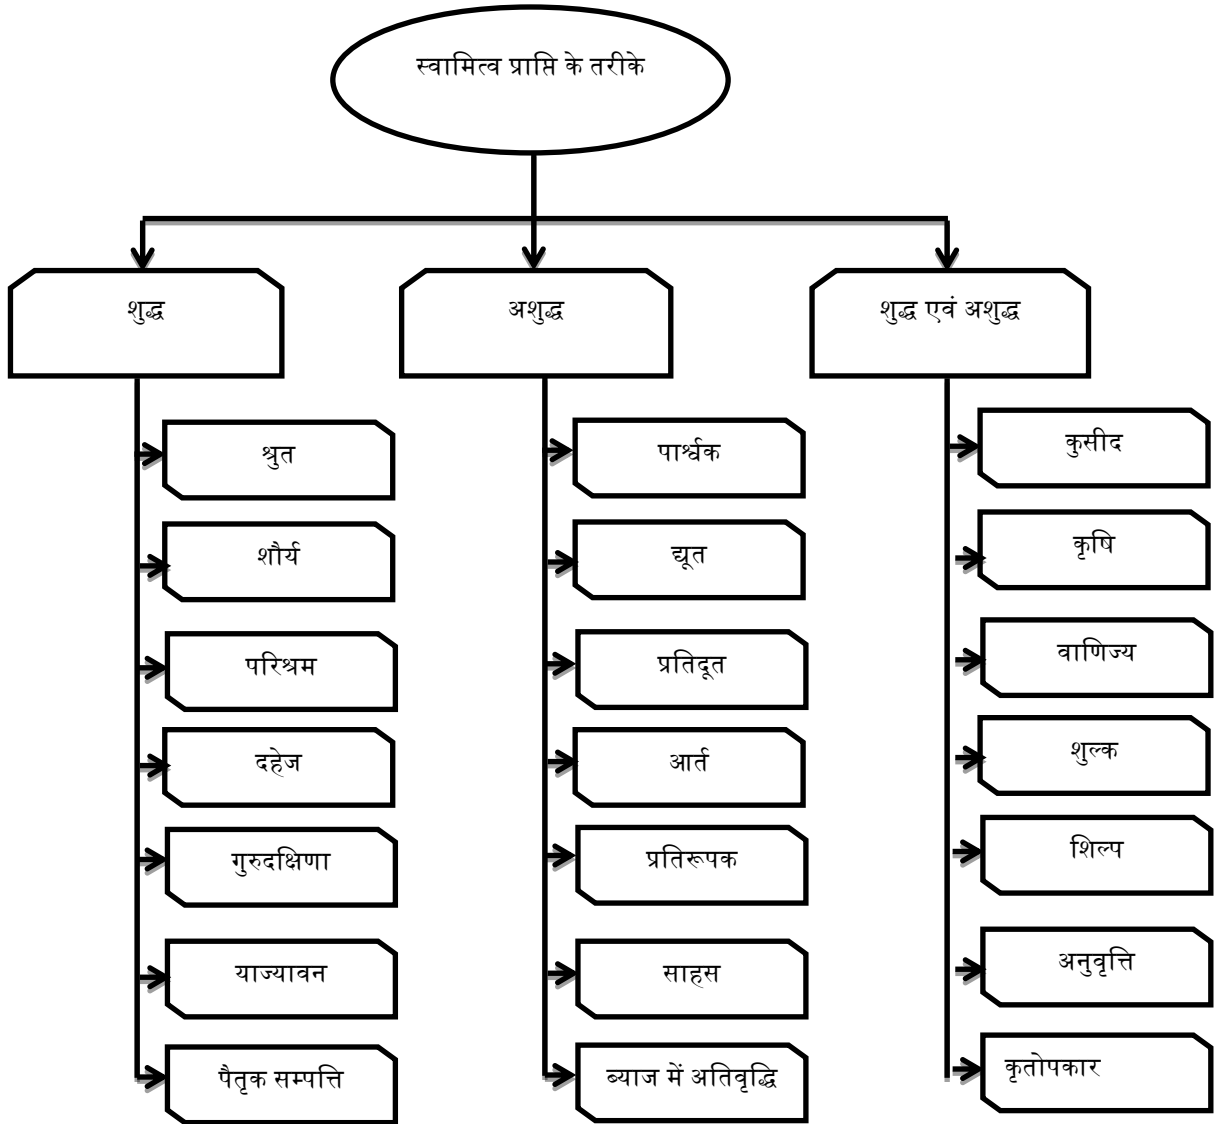 स्वामित्व प्राप्ति के तरीके
शुद्ध
अशुद्ध
शुद्ध एवं अशुद्ध
श्रुत
शौर्य
परिश्रम
दहेज
गुरुदक्षिणा
याज्यावन
पैतृक सम्पत्ति
पार्श्वक
द्यूत
प्रतिदूत
आर्त
प्रतिरूपक
साहस
ब्याज में अतिवृद्धि
कुसीद
कृषि
वाणिज्य
शुल्क
शिल्प
अनुवृत्ति
कृतोपकार